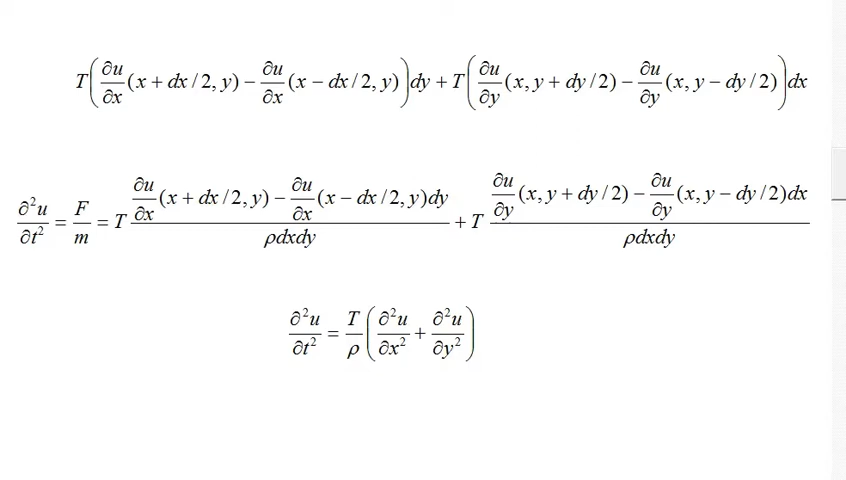 T(∂u/∂x(x + dx/2, y) − ∂u/∂x(x − dx/2, y))dy + T(∂u/∂y(x, y + dy/2) − ∂u/∂y(x, y − dy/2))dx
∂²u/∂t² = F/m = T (∂u/∂x(x + dx/2, y) − ∂u/∂x(x − dx/2, y)dy)/(ρdxdy) + T (∂u/∂y(x, y + dy/2) − ∂u/∂y(x, y − dy/2)dx)/(ρdxdy)
∂²u/∂t² = T/ρ(∂²u/∂x² + ∂²u/∂y²)